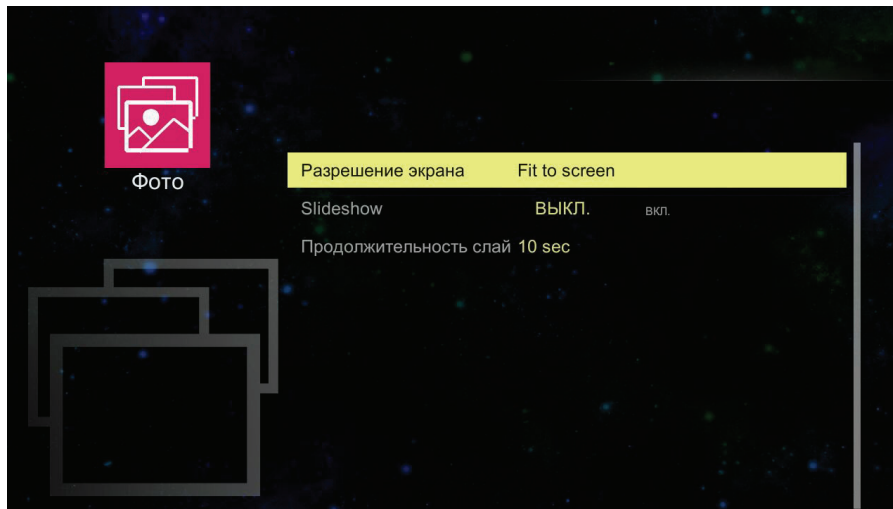 Фото
Разрешение экрана Fit to screen
Slideshow ВЫКЛ. вкл.
Продолжительность слай 10 sec